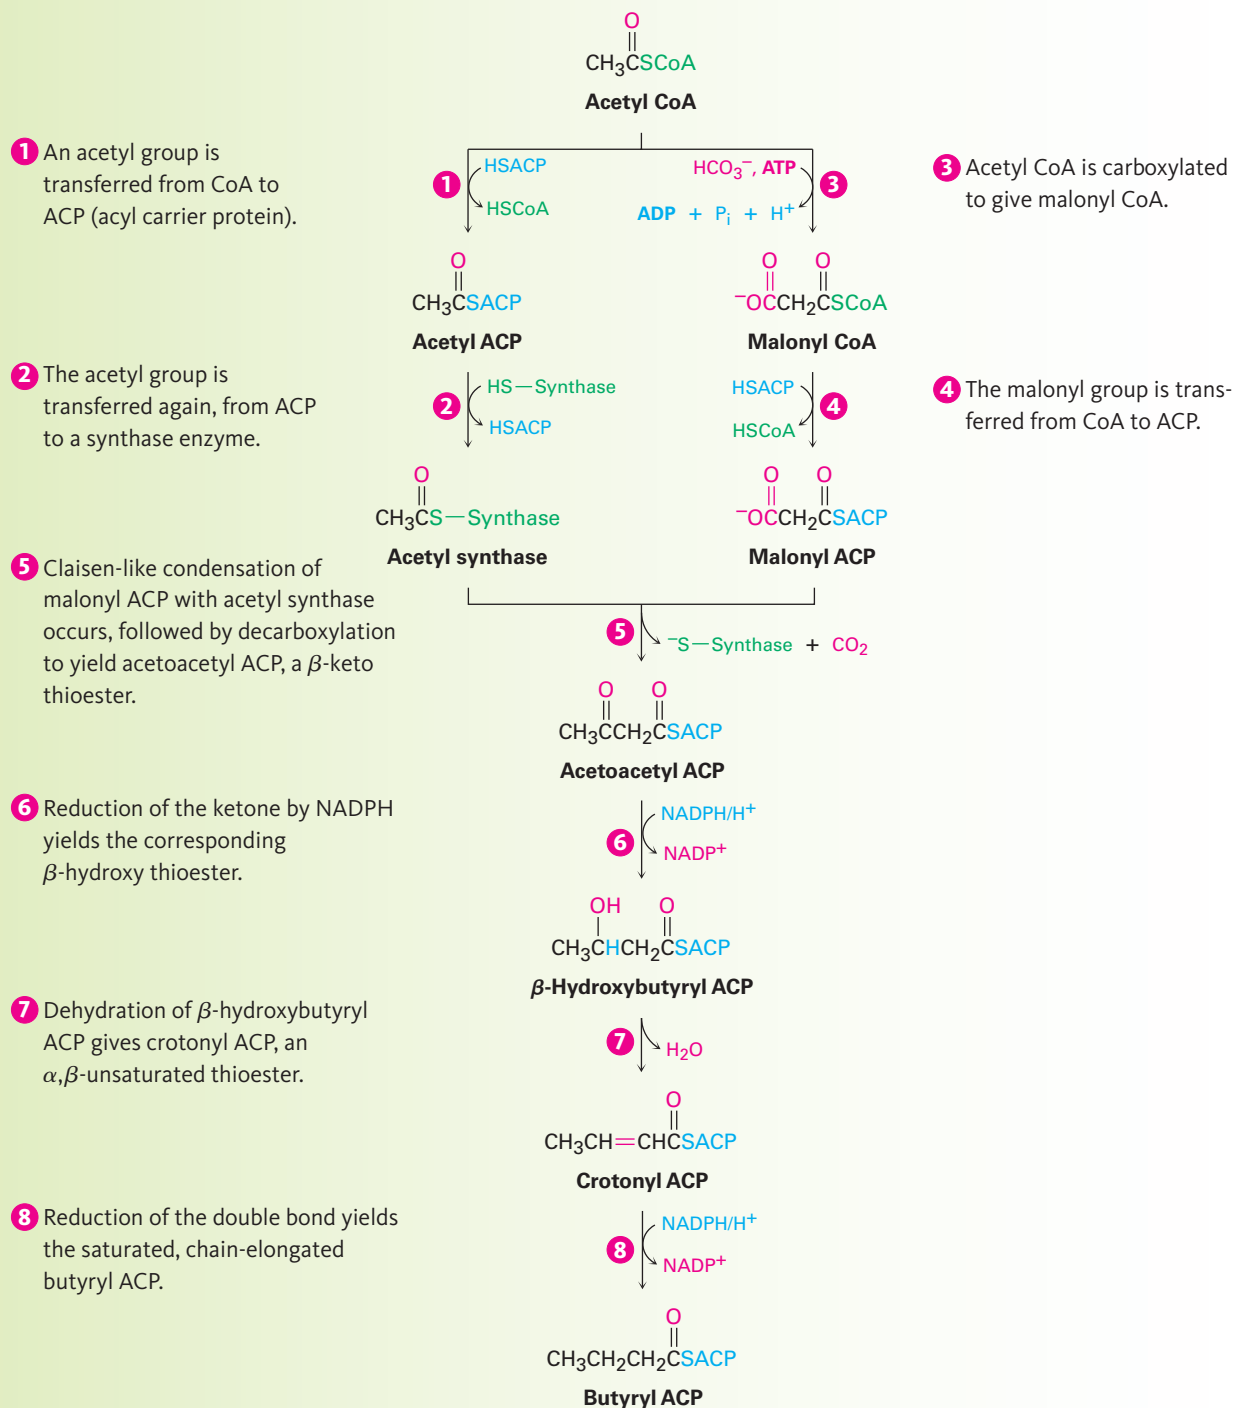 O
CH₃CSCoA
Acetyl CoA
1 An acetyl group is
transferred from CoA to
ACP (acyl carrier protein).
1
HSACP
HSCoA
HCO₃⁻, ATP
ADP + Pᵢ + H⁺
3
3 Acetyl CoA is carboxylated
to give malonyl CoA.
O
CH₃CSACP
Acetyl ACP
O O
⁻OCCH₂CSCoA
Malonyl CoA
2 The acetyl group is
transferred again, from ACP
to a synthase enzyme.
2
HS—Synthase
HSACP
HSACP
HSCoA
4
4 The malonyl group is trans-
ferred from CoA to ACP.
O
CH₃CS—Synthase
Acetyl synthase
O O
⁻OCCH₂CSACP
Malonyl ACP
5 Claisen-like condensation of
malonyl ACP with acetyl synthase
occurs, followed by decarboxylation
to yield acetoacetyl ACP, a β-keto
thioester.
5
⁻S—Synthase + CO₂
O O
CH₃CCH₂CSACP
Acetoacetyl ACP
6 Reduction of the ketone by NADPH
yields the corresponding
β-hydroxy thioester.
6
NADPH/H⁺
NADP⁺
OH O
CH₃CHCH₂CSACP
β-Hydroxybutyryl ACP
7 Dehydration of β-hydroxybutyryl
ACP gives crotonyl ACP, an
α,β-unsaturated thioester.
7
H₂O
O
CH₃CH=CHCSACP
Crotonyl ACP
8 Reduction of the double bond yields
the saturated, chain-elongated
butyryl ACP.
8
NADPH/H⁺
NADP⁺
O
CH₃CH₂CH₂CSACP
Butyryl ACP